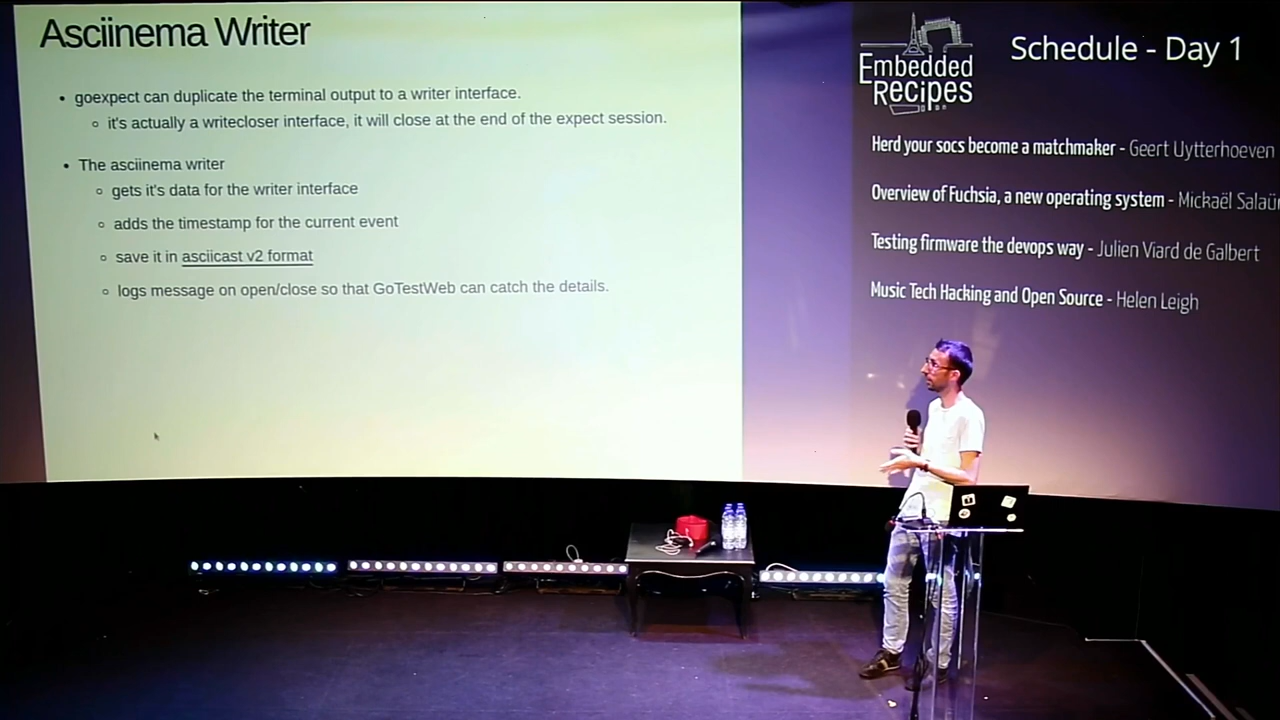 Asciinema Writer
• goexpect can duplicate the terminal output to a writer interface.
○ it's actually a writecloser interface, it will close at the end of the expect session.
• The asciinema writer
○ gets it's data for the writer interface
○ adds the timestamp for the current event
○ save it in asciicast v2 format
○ logs message on open/close so that GoTestWeb can catch the details.
Embedded
Recipes
Schedule - Day 1
Herd your socs become a matchmaker - Geert Uytterhoeven
Overview of Fuchsia, a new operating system - Mickaël
Testing firmware the devops way - Julien Viard de Galbert
Music Tech Hacking and Open Source - Helen Leigh